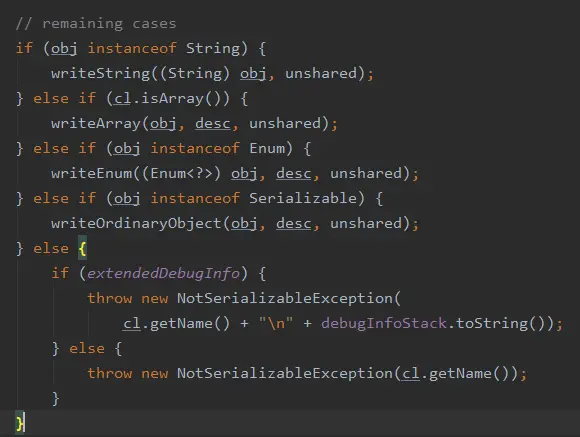 // remaining cases
if (obj instanceof String) {
    writeString((String) obj, unshared);
} else if (cl.isArray()) {
    writeArray(obj, desc, unshared);
} else if (obj instanceof Enum) {
    writeEnum((Enum<?>) obj, desc, unshared);
} else if (obj instanceof Serializable) {
    writeOrdinaryObject(obj, desc, unshared);
} else {
    if (extendedDebugInfo) {
        throw new NotSerializableException(
            cl.getName() + "\n" + debugInfoStack.toString());
    } else {
        throw new NotSerializableException(cl.getName());
    }
}